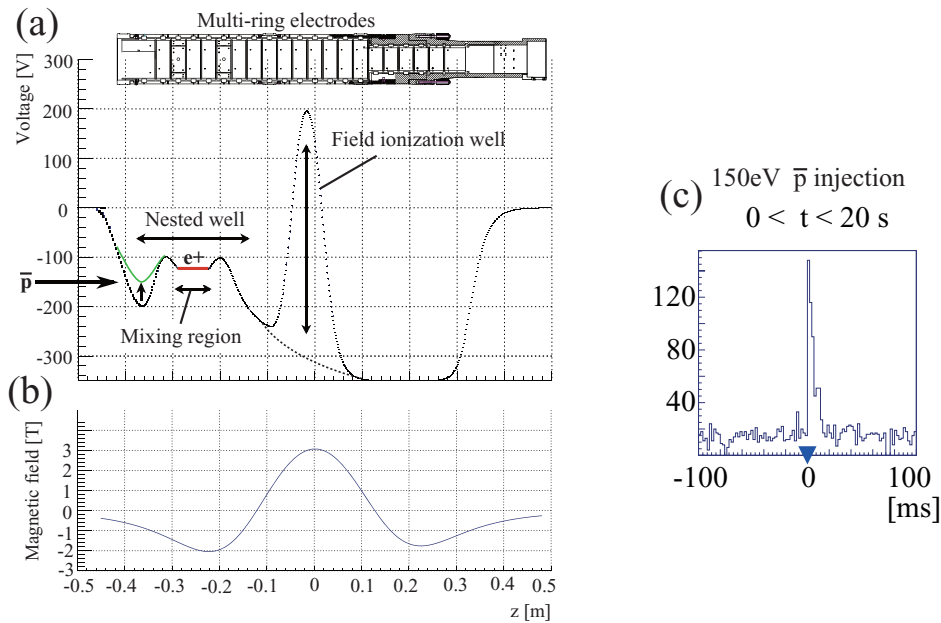 (a)
Multi-ring electrodes
Voltage [V]
300
200
100
0
-100
-200
-300
Field ionization well
Nested well
e+
p̄
Mixing region
(b)
Magnetic field [T]
3
2
1
0
-1
-2
-3
-0.5 -0.4 -0.3 -0.2 -0.1 0 0.1 0.2 0.3 0.4 0.5
z [m]
(c)
150eV p̄ injection
0 < t < 20 s
120
80
40
-100 0 100
[ms]